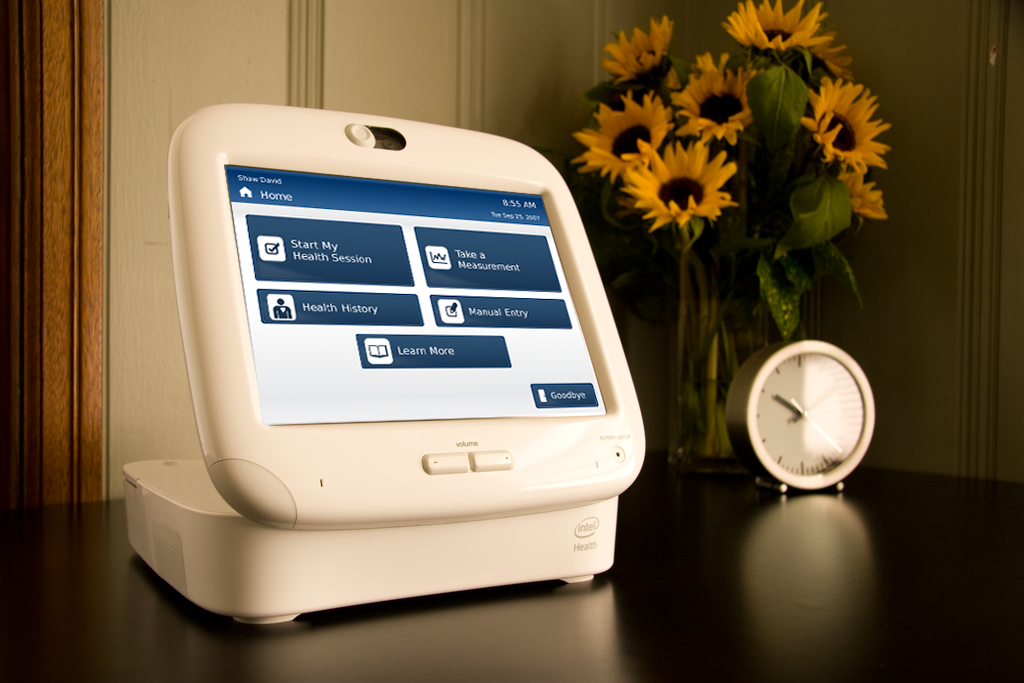 Shaw David
Home
8:55 AM
Tue Sep 25, 2007
Start My
Health Session
Take a
Measurement
Health History
Manual Entry
Learn More
Goodbye
volume
intel
Health